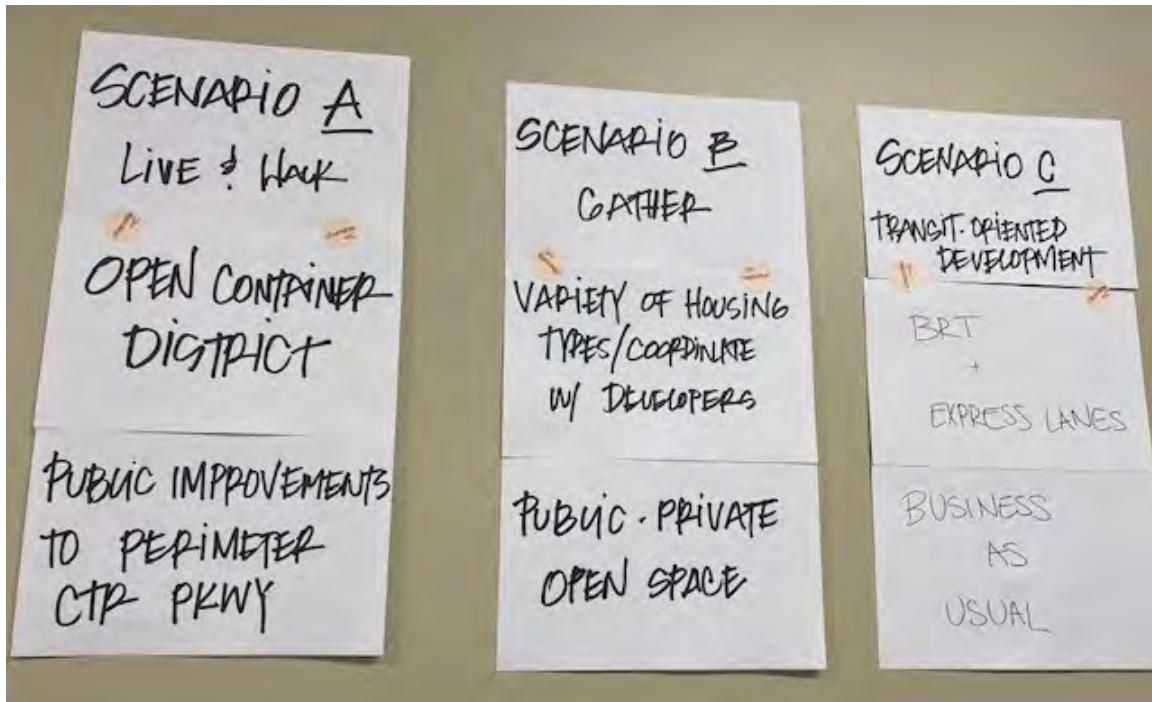 SCENARIO A
LIVE & HACK
OPEN CONTAINER
DISTRICT
PUBLIC IMPROVEMENTS
TO PERIMETER
CTR PKWY
SCENARIO B
GATHER
VARIETY OF HOUSING
TYPES/COORDINATE
W/ DEVELOPERS
PUBLIC · PRIVATE
OPEN SPACE
SCENARIO C
TRANSIT·ORIENTED
DEVELOPMENT
BRT
+
EXPRESS LANES
BUSINESS
AS
USUAL